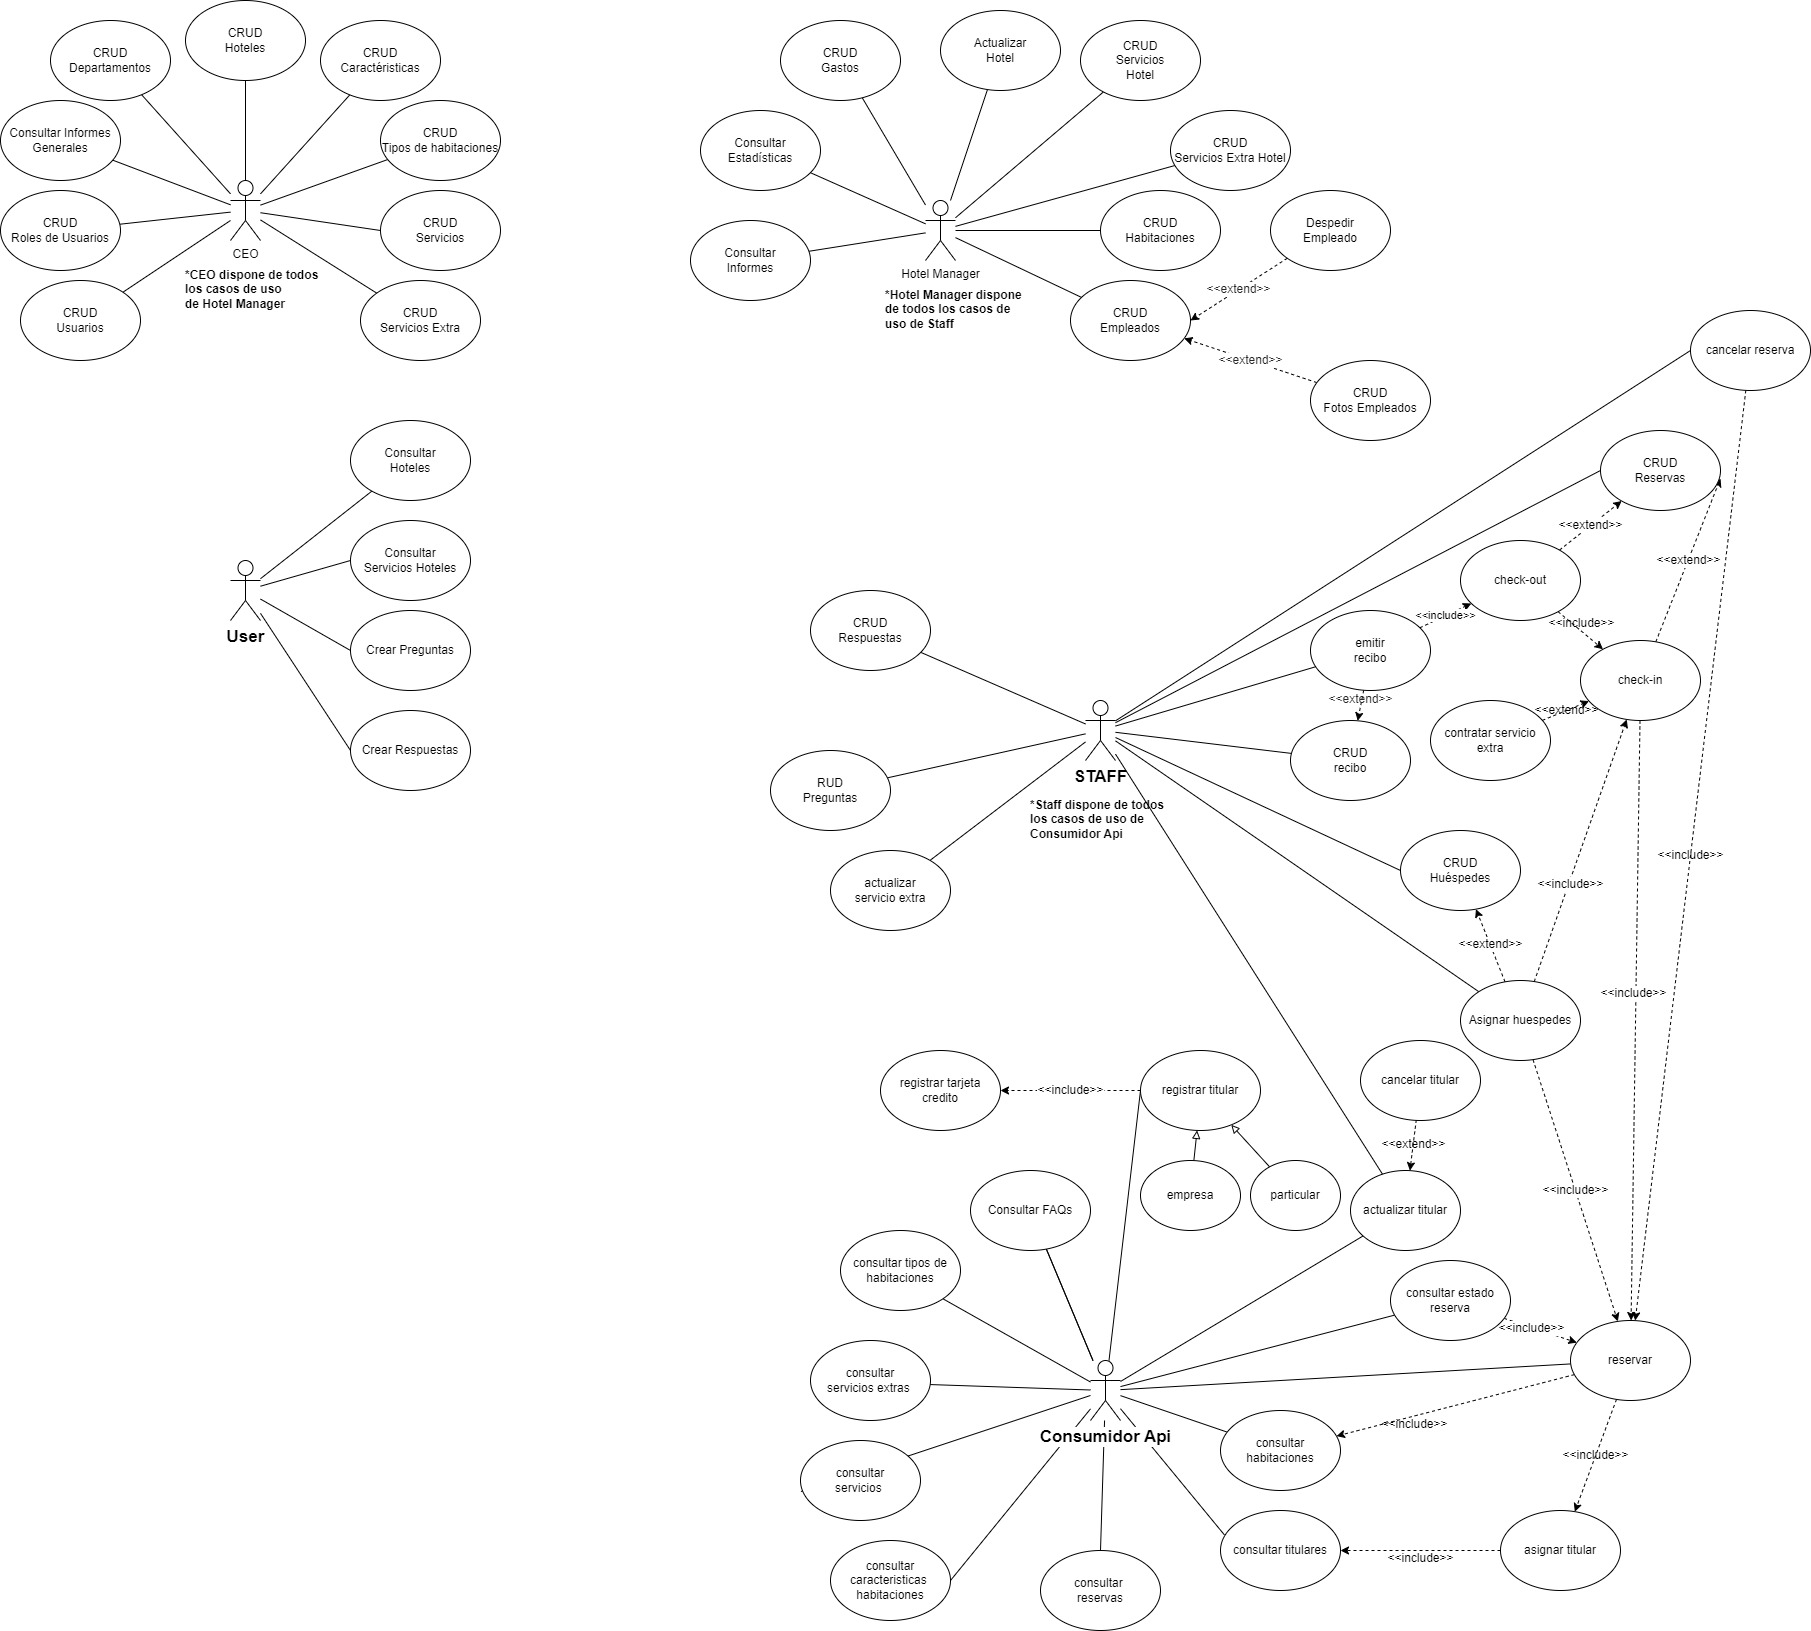 CRUD
Hoteles
CRUD
Departamentos
CRUD
Caractéristicas
Consultar Informes
Generales
CRUD
Tipos de habitaciones
CRUD
Roles de Usuarios
CRUD
Servicios
CEO
*CEO dispone de todos
los casos de uso
de Hotel Manager
CRUD
Usuarios
CRUD
Servicios Extra
CRUD
Gastos
Actualizar
Hotel
CRUD
Servicios
Hotel
Consultar
Estadísticas
CRUD
Servicios Extra Hotel
Consultar
Informes
CRUD
Habitaciones
Despedir
Empleado
Hotel Manager
*Hotel Manager dispone
de todos los casos de
uso de Staff
<<extend>>
CRUD
Empleados
<<extend>>
CRUD
Fotos Empleados
cancelar reserva
Consultar
Hoteles
Consultar
Servicios Hoteles
User
Crear Preguntas
Crear Respuestas
CRUD
Reservas
<<extend>>
<<extend>>
check-out
<<include>>
<<include>>
CRUD
Respuestas
emitir
recibo
check-in
<<extend>>
<<extend>>
contratar servicio
extra
CRUD
recibo
STAFF
*Staff dispone de todos
los casos de uso de
Consumidor Api
RUD
Preguntas
actualizar
servicio extra
CRUD
Huéspedes
<<include>>
<<include>>
<<extend>>
<<include>>
Asignar huespedes
registrar tarjeta
credito
<<include>>
registrar titular
cancelar titular
<<extend>>
empresa
particular
actualizar titular
<<include>>
Consultar FAQs
consultar tipos de
habitaciones
consultar estado
reserva
<<include>>
reservar
consultar
servicios extras
Consumidor Api
<<include>>
consultar
habitaciones
<<include>>
consultar
servicios
consultar titulares
<<include>>
asignar titular
consultar
caracteristicas
habitaciones
consultar
reservas